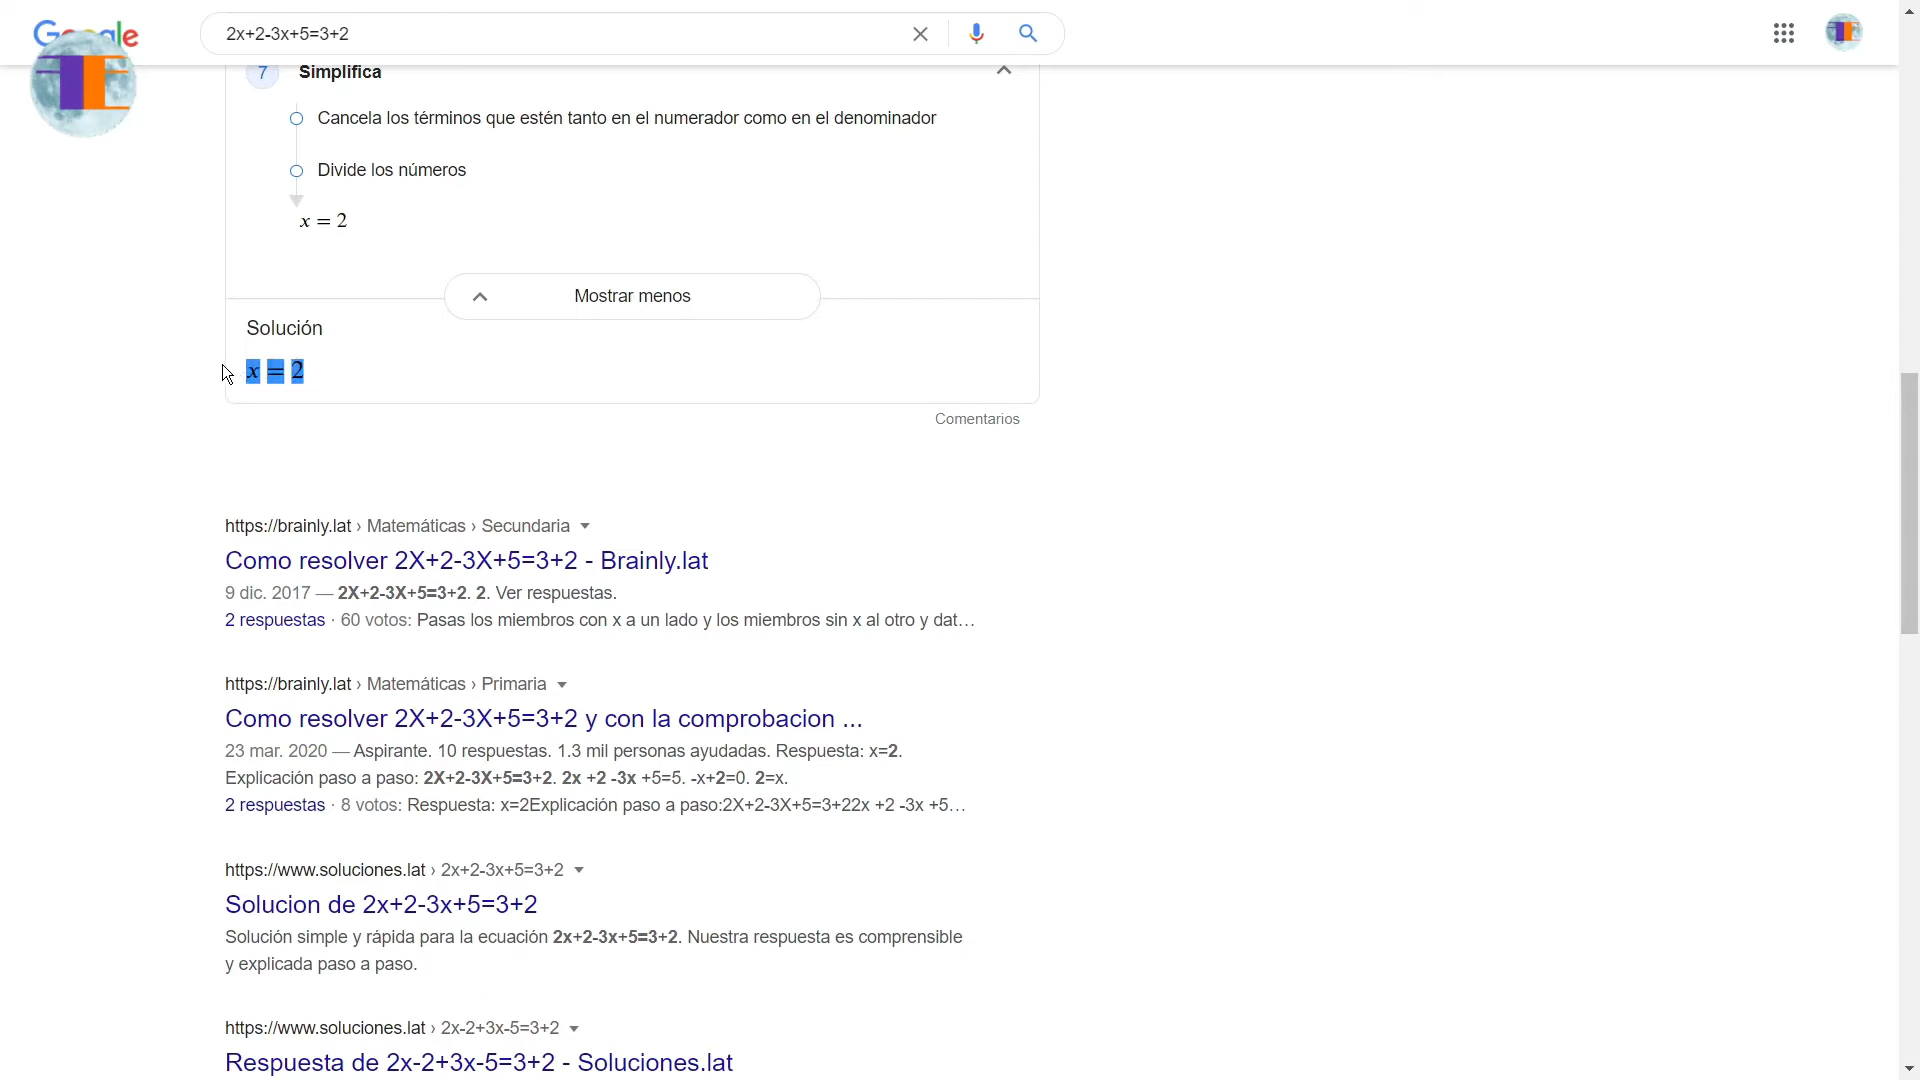 Google
2x+2-3x+5=3+2
7 Simplifica
Cancela los términos que estén tanto en el numerador como en el denominador
Divide los números
x = 2
Mostrar menos
Solución
x = 2
Comentarios
https://brainly.lat › Matemáticas › Secundaria
Como resolver 2X+2-3X+5=3+2 - Brainly.lat
9 dic. 2017 — 2X+2-3X+5=3+2. 2. Ver respuestas.
2 respuestas · 60 votos: Pasas los miembros con x a un lado y los miembros sin x al otro y dat…
https://brainly.lat › Matemáticas › Primaria
Como resolver 2X+2-3X+5=3+2 y con la comprobacion ...
23 mar. 2020 — Aspirante. 10 respuestas. 1.3 mil personas ayudadas. Respuesta: x=2.
Explicación paso a paso: 2X+2-3X+5=3+2. 2x +2 -3x +5=5. -x+2=0. 2=x.
2 respuestas · 8 votos: Respuesta: x=2Explicación paso a paso:2X+2-3X+5=3+22x +2 -3x +5…
https://www.soluciones.lat › 2x+2-3x+5=3+2
Solucion de 2x+2-3x+5=3+2
Solución simple y rápida para la ecuación 2x+2-3x+5=3+2. Nuestra respuesta es comprensible
y explicada paso a paso.
https://www.soluciones.lat › 2x-2+3x-5=3+2
Respuesta de 2x-2+3x-5=3+2 - Soluciones.lat